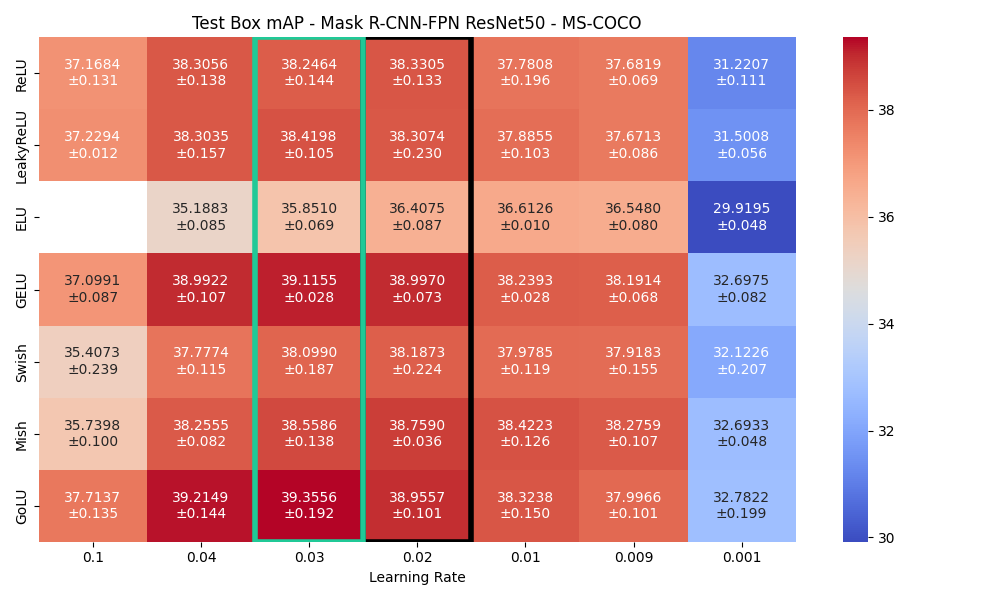 Test Box mAP - Mask R-CNN-FPN ResNet50 - MS-COCO
ReLU
37.1684 38.3056 38.2464 38.3305 37.7808 37.6819 31.2207
±0.131 ±0.138 ±0.144 ±0.133 ±0.196 ±0.069 ±0.111
LeakyReLU
37.2294 38.3035 38.4198 38.3074 37.8855 37.6713 31.5008
±0.012 ±0.157 ±0.105 ±0.230 ±0.103 ±0.086 ±0.056
ELU
35.1883 35.8510 36.4075 36.6126 36.5480 29.9195
±0.085 ±0.069 ±0.087 ±0.010 ±0.080 ±0.048
GELU
37.0991 38.9922 39.1155 38.9970 38.2393 38.1914 32.6975
±0.087 ±0.107 ±0.028 ±0.073 ±0.028 ±0.068 ±0.082
Swish
35.4073 37.7774 38.0990 38.1873 37.9785 37.9183 32.1226
±0.239 ±0.115 ±0.187 ±0.224 ±0.119 ±0.155 ±0.207
Mish
35.7398 38.2555 38.5586 38.7590 38.4223 38.2759 32.6933
±0.100 ±0.082 ±0.138 ±0.036 ±0.126 ±0.107 ±0.048
GoLU
37.7137 39.2149 39.3556 38.9557 38.3238 37.9966 32.7822
±0.135 ±0.144 ±0.192 ±0.101 ±0.150 ±0.101 ±0.199
0.1 0.04 0.03 0.02 0.01 0.009 0.001
Learning Rate
38
36
34
32
30